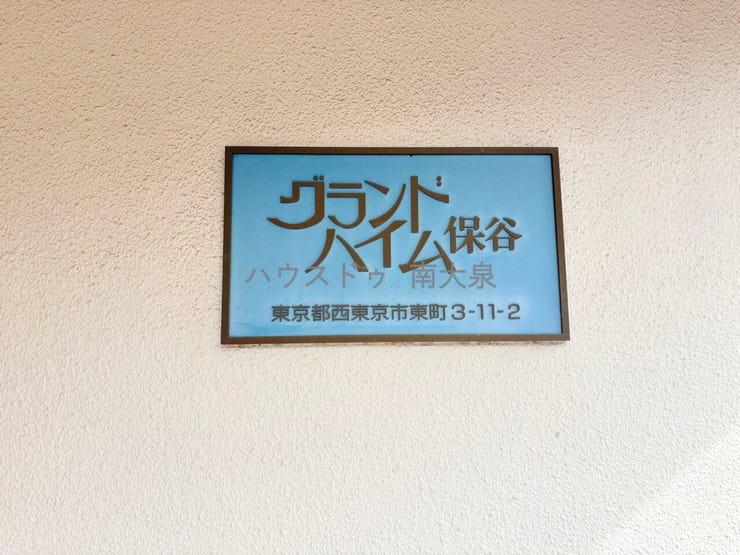 グランド
ハイム保谷
ハウスドゥ 南大泉
東京都西東京市東町3-11-2